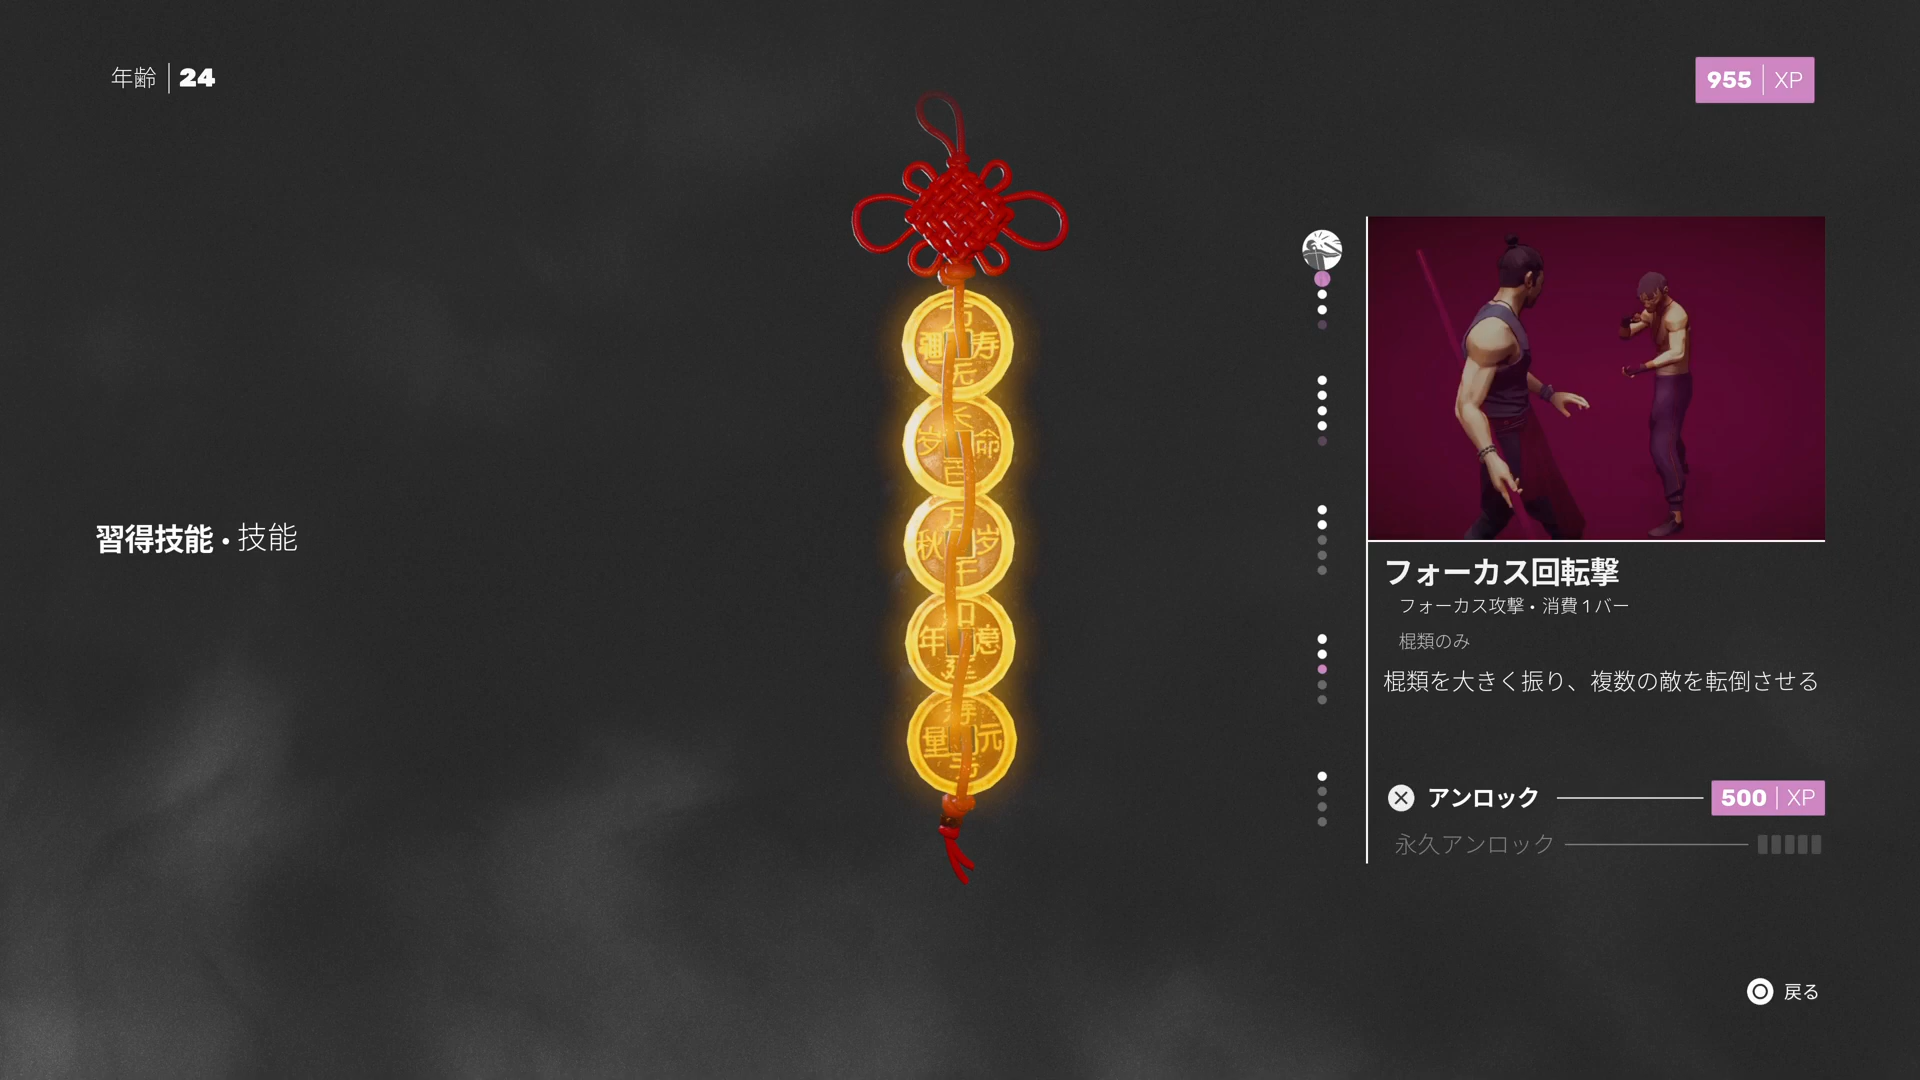 年齢 24
955 XP
習得技能・技能
フォーカス回転撃
フォーカス攻撃・消費1バー
棍類のみ
棍類を大きく振り、複数の敵を転倒させる
アンロック 500 XP
永久アンロック
戻る